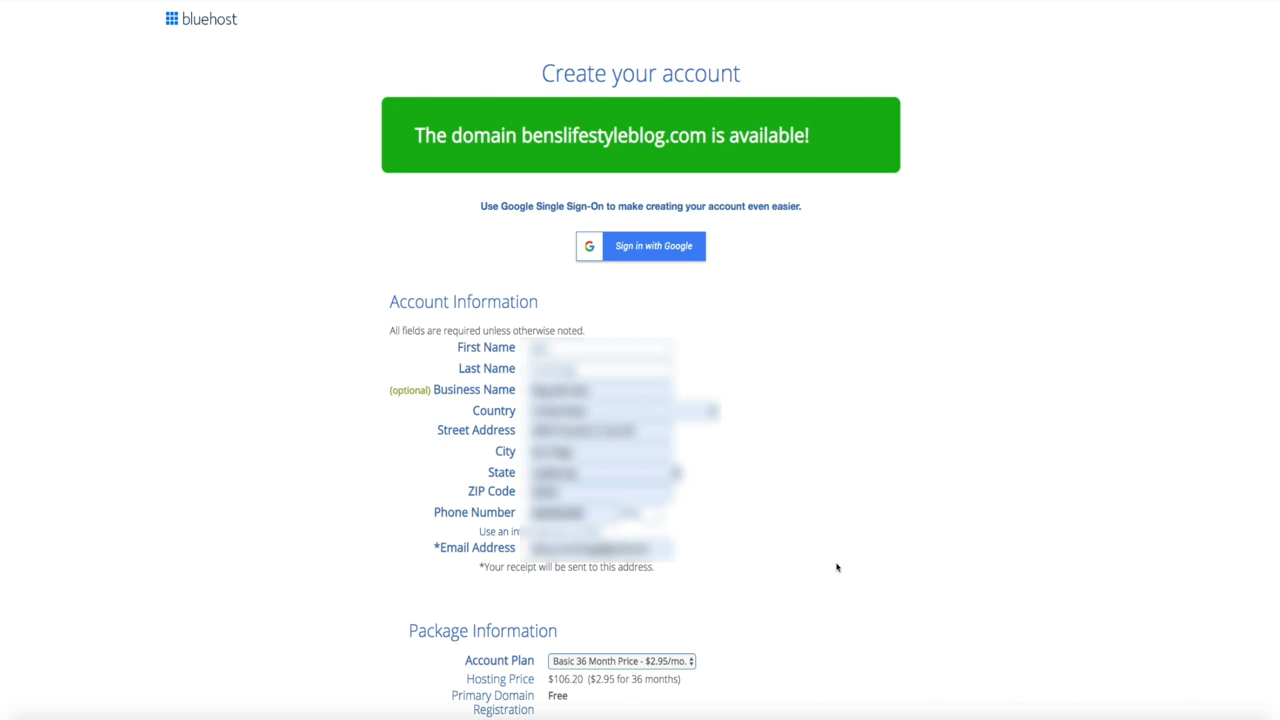 bluehost
Create your account
The domain benslifestyleblog.com is available!
Use Google Single Sign-On to make creating your account even easier.
G Sign in with Google
Account Information
All fields are required unless otherwise noted.
First Name
Last Name
(optional) Business Name
Country
Street Address
City
State
ZIP Code
Phone Number
Use an in
*Email Address
*Your receipt will be sent to this address.
Package Information
Account Plan Basic 36 Month Price - $2.95/mo.
Hosting Price $106.20 ($2.95 for 36 months)
Primary Domain Free
Registration